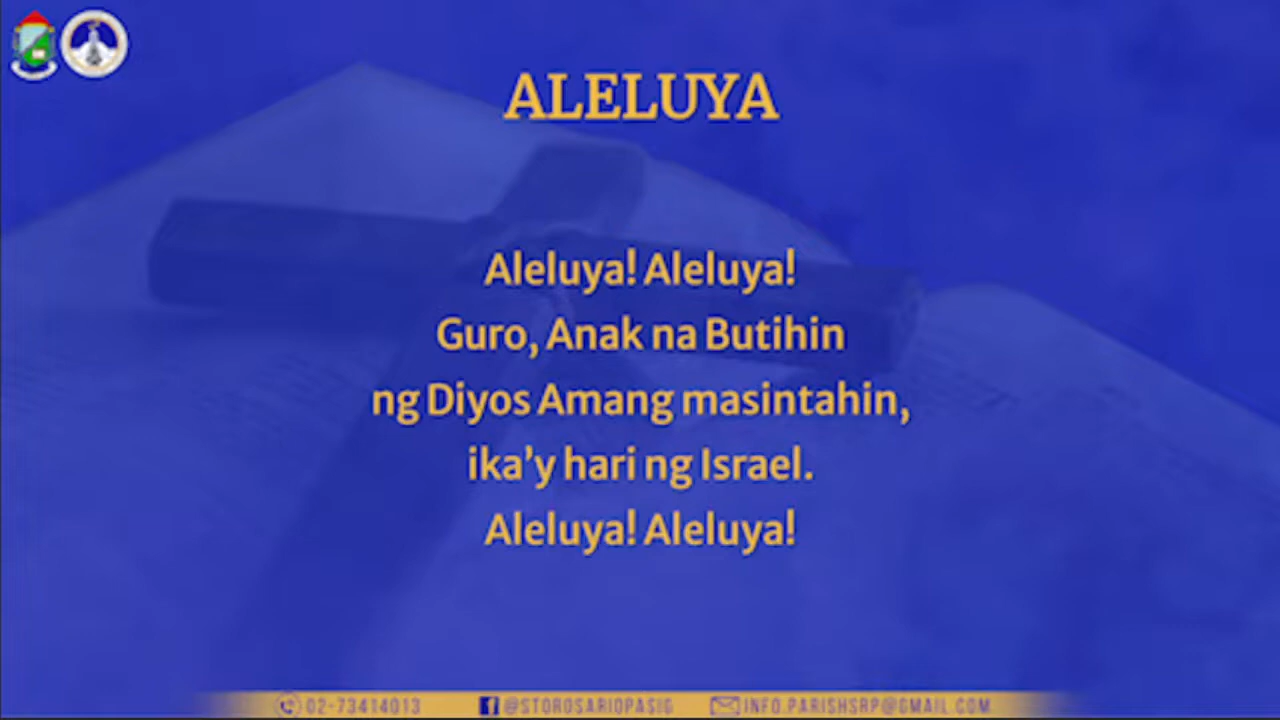 ALELUYA
Aleluya! Aleluya!
Guro, Anak na Butihin
ng Diyos Amang masintahin,
ika'y hari ng Israel.
Aleluya! Aleluya!
02-73414013 @STOROSARIOPASIG INFO.PARISHSRP@GMAIL.COM